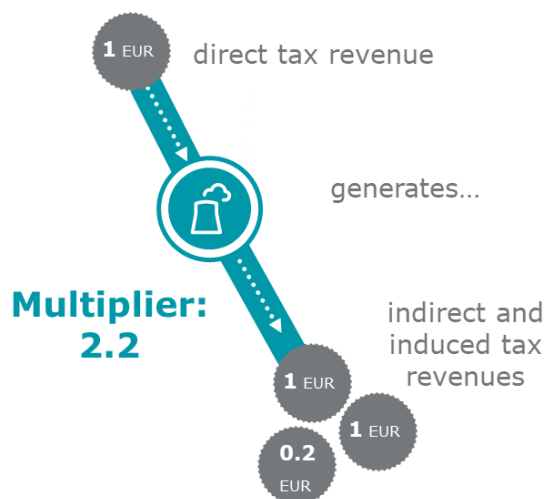 1 EUR
direct tax revenue
generates...
Multiplier:
2.2
indirect and
induced tax
revenues
1 EUR
1 EUR
0.2
EUR